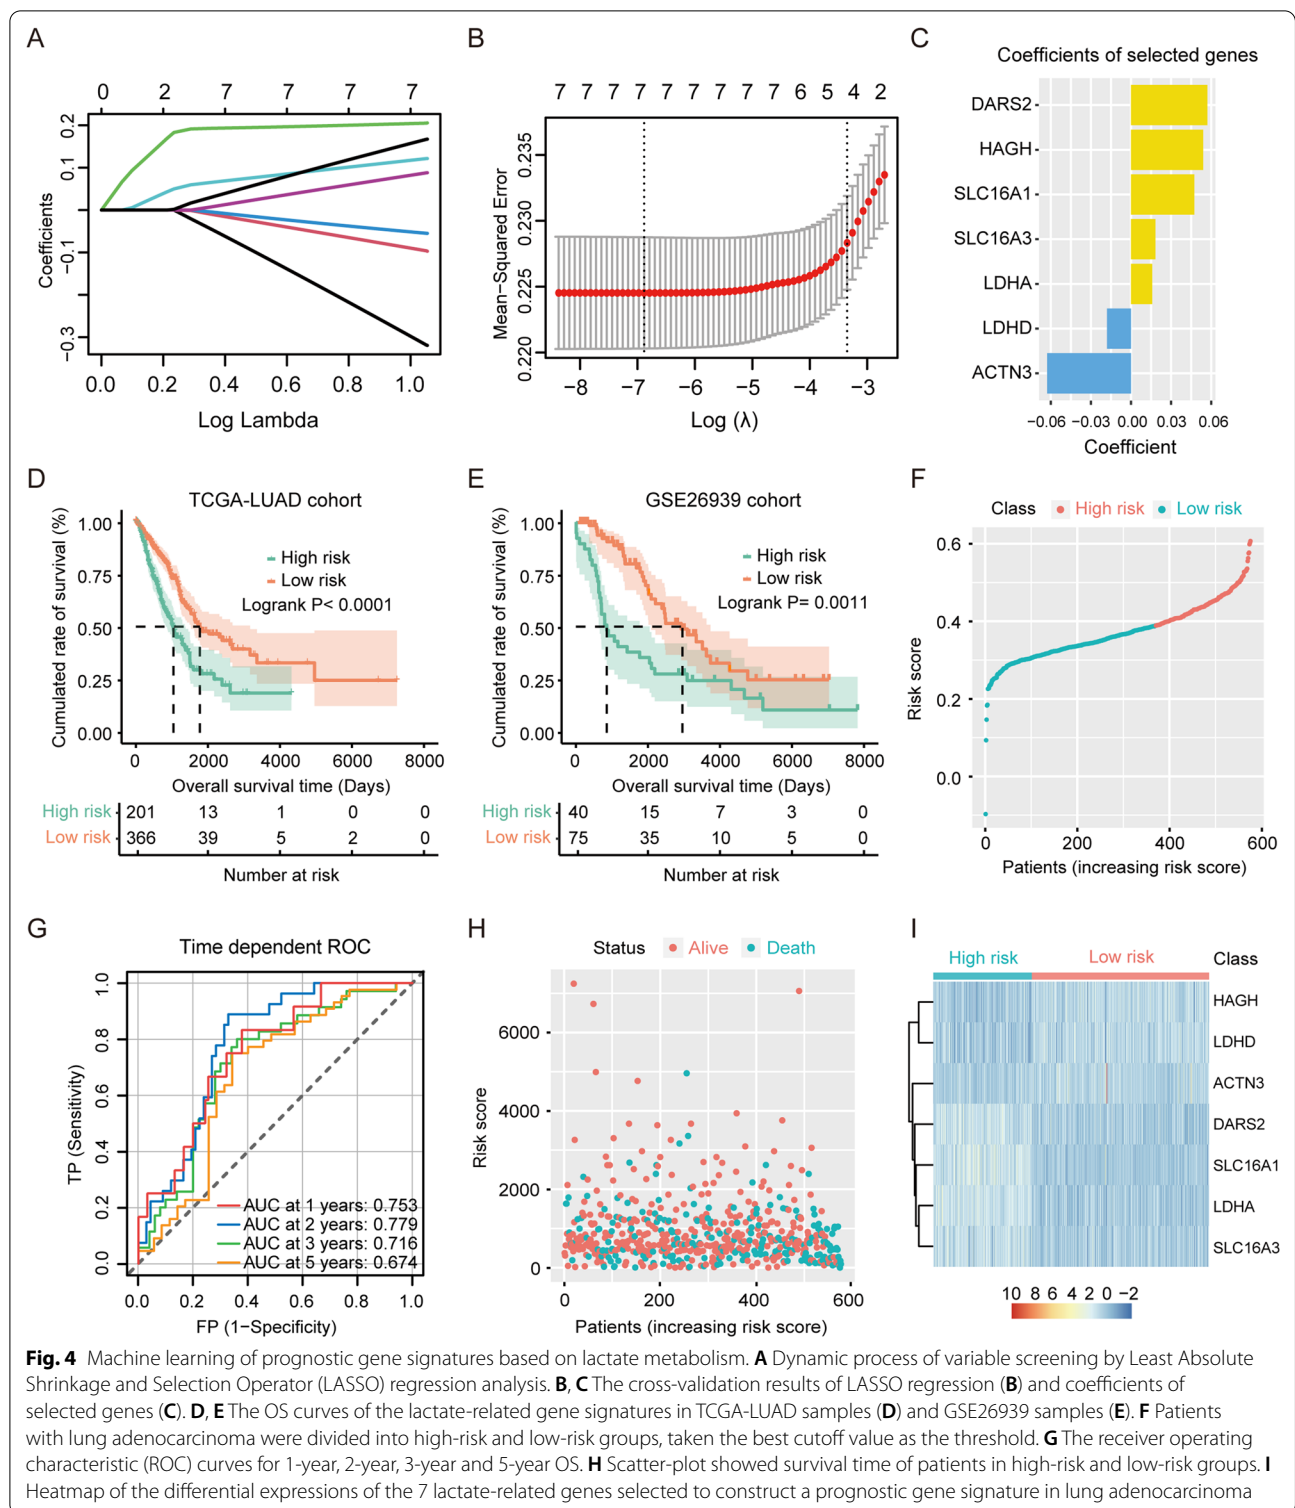 A
0 2 7 7 7 7
0.2
0.1
−0.1
−0.3
Coefficients
0.0 0.2 0.4 0.6 0.8 1.0
Log Lambda
B
7 7 7 7 7 7 7 7 7 6 5 4 2
0.235
0.230
0.225
0.220
Mean−Squared Error
−8 −7 −6 −5 −4 −3
Log (λ)
C
Coefficients of selected genes
DARS2
HAGH
SLC16A1
SLC16A3
LDHA
LDHD
ACTN3
−0.06 −0.03 0.00 0.03 0.06
Coefficient
D
TCGA-LUAD cohort
Cumulated rate of survival (%)
1.00
0.75
0.50
0.25
0.00
High risk
Low risk
Logrank P< 0.0001
0 2000 4000 6000 8000
Overall survival time (Days)
High risk 201 13 1 0 0
Low risk 366 39 5 2 0
Number at risk
E
GSE26939 cohort
Cumulated rate of survival (%)
1.00
0.75
0.50
0.25
0.00
High risk
Low risk
Logrank P= 0.0011
0 2000 4000 6000 8000
Overall survival time (Days)
High risk 40 15 7 3 0
Low risk 75 35 10 5 0
Number at risk
F
Class High risk Low risk
Risk score
0.6
0.4
0.2
0.0
0 200 400 600
Patients (increasing risk score)
G
Time dependent ROC
TP (Sensitivity)
1.0
0.8
0.6
0.4
0.2
0.0
AUC at 1 years: 0.753
AUC at 2 years: 0.779
AUC at 3 years: 0.716
AUC at 5 years: 0.674
0.0 0.2 0.4 0.6 0.8 1.0
FP (1−Specificity)
H
Status Alive Death
Risk score
6000
4000
2000
0
0 200 400 600
Patients (increasing risk score)
I
High risk Low risk Class
HAGH
LDHD
ACTN3
DARS2
SLC16A1
LDHA
SLC16A3
10 8 6 4 2 0 −2
Fig. 4 Machine learning of prognostic gene signatures based on lactate metabolism. A Dynamic process of variable screening by Least Absolute
Shrinkage and Selection Operator (LASSO) regression analysis. B, C The cross-validation results of LASSO regression (B) and coefficients of
selected genes (C). D, E The OS curves of the lactate-related gene signatures in TCGA-LUAD samples (D) and GSE26939 samples (E). F Patients
with lung adenocarcinoma were divided into high-risk and low-risk groups, taken the best cutoff value as the threshold. G The receiver operating
characteristic (ROC) curves for 1-year, 2-year, 3-year and 5-year OS. H Scatter-plot showed survival time of patients in high-risk and low-risk groups. I
Heatmap of the differential expressions of the 7 lactate-related genes selected to construct a prognostic gene signature in lung adenocarcinoma